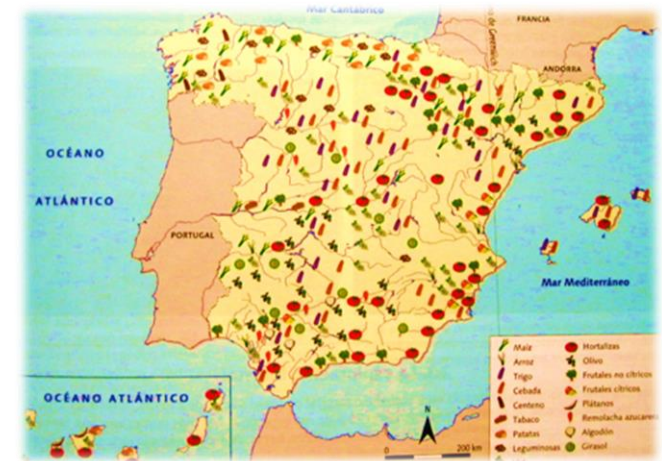 Mar Cantábrico
FRANCIA
ANDORRA
OCÉANO
ATLÁNTICO
PORTUGAL
Mar Mediterráneo
OCÉANO ATLÁNTICO
N
0 200 km
Maíz
Arroz
Trigo
Cebada
Centeno
Tabaco
Patatas
Leguminosas
Hortalizas
Olivo
Frutales no cítricos
Frutales cítricos
Plátanos
Remolacha azucarera
Algodón
Girasol